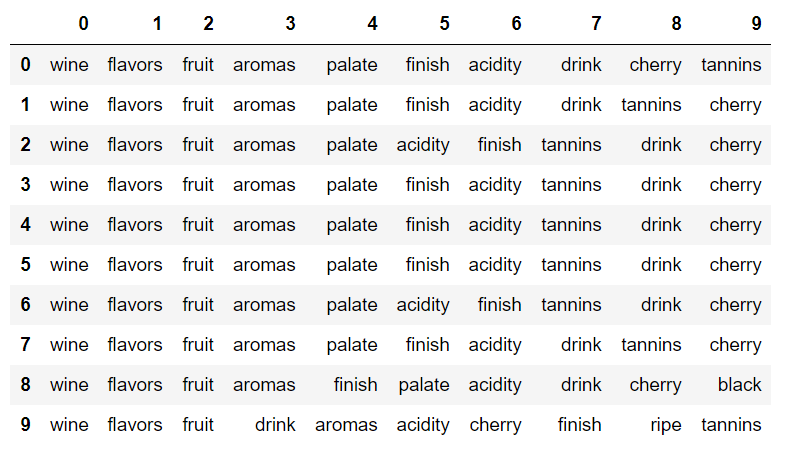 0 1 2 3 4 5 6 7 8 9
0 wine flavors fruit aromas palate finish acidity drink cherry tannins
1 wine flavors fruit aromas palate finish acidity drink tannins cherry
2 wine flavors fruit aromas palate acidity finish tannins drink cherry
3 wine flavors fruit aromas palate finish acidity tannins drink cherry
4 wine flavors fruit aromas palate finish acidity tannins drink cherry
5 wine flavors fruit aromas palate finish acidity tannins drink cherry
6 wine flavors fruit aromas palate acidity finish tannins drink cherry
7 wine flavors fruit aromas palate finish acidity drink tannins cherry
8 wine flavors fruit aromas finish palate acidity drink cherry black
9 wine flavors fruit drink aromas acidity cherry finish ripe tannins